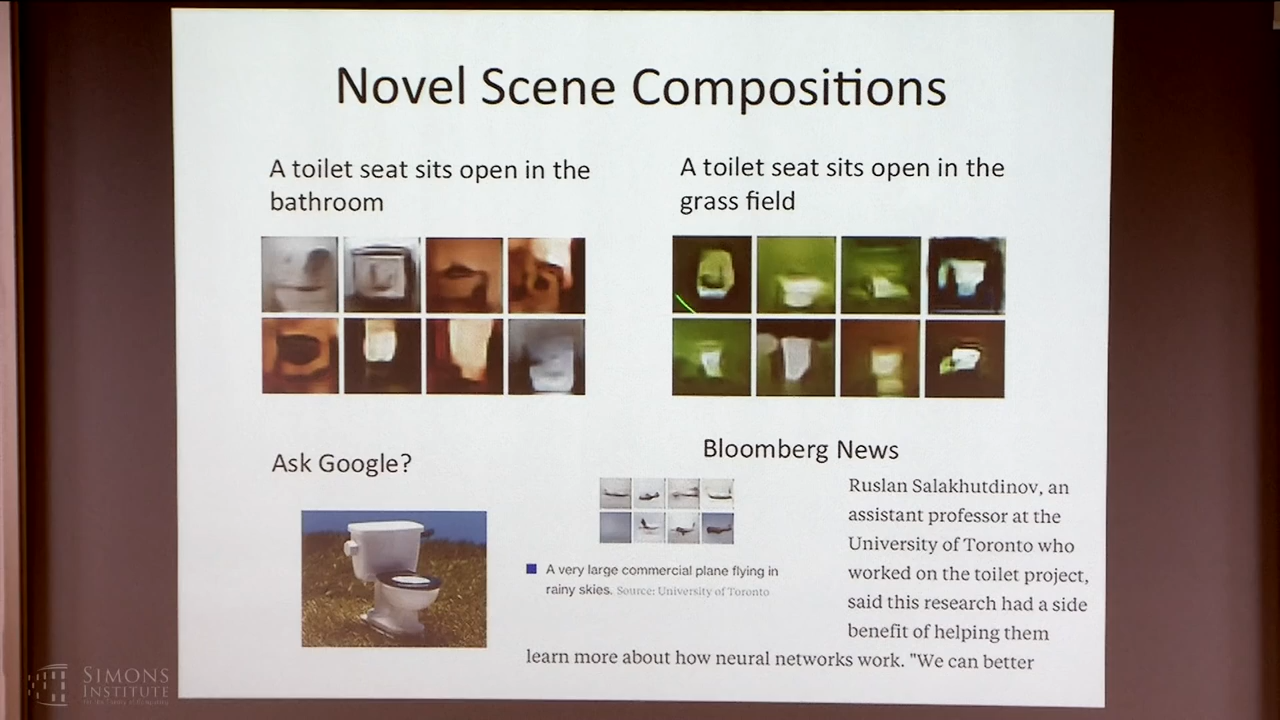 Novel Scene Compositions
A toilet seat sits open in the
bathroom
A toilet seat sits open in the
grass field
Ask Google?
Bloomberg News
Ruslan Salakhutdinov, an
assistant professor at the
University of Toronto who
worked on the toilet project,
said this research had a side
benefit of helping them
learn more about how neural networks work. "We can better
A very large commercial plane flying in
rainy skies. Source: University of Toronto
SIMONS
INSTITUTE